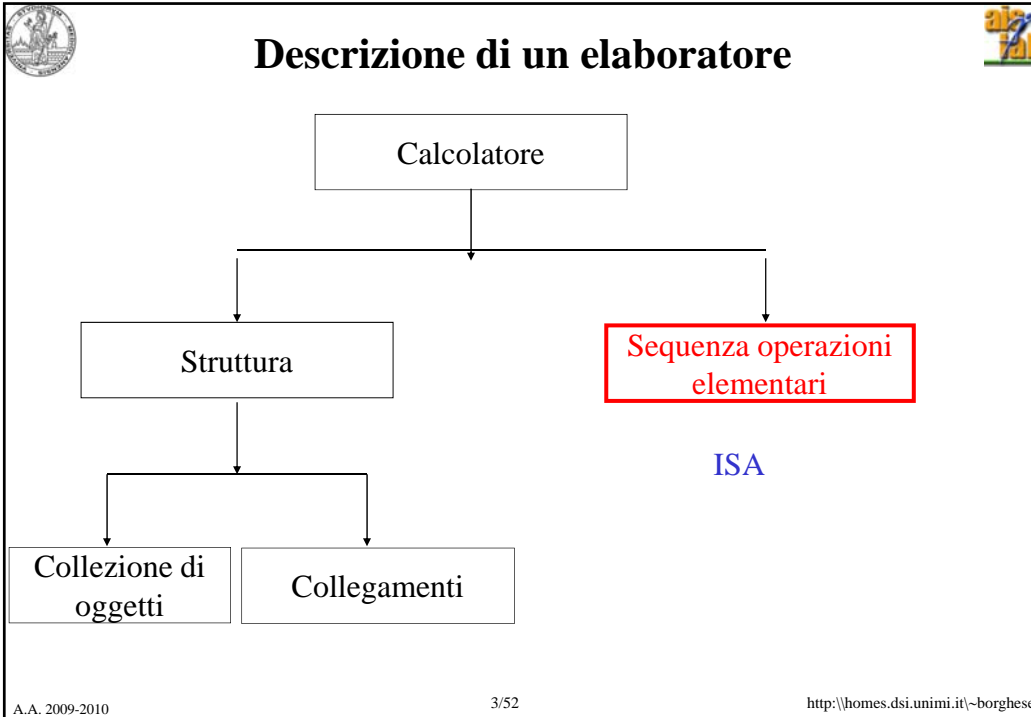 Descrizione di un elaboratore
Calcolatore
Struttura
Sequenza operazioni
elementari
ISA
Collezione di
oggetti
Collegamenti
A.A. 2009-2010
3/52
http:\\homes.dsi.unimi.it\~borghese